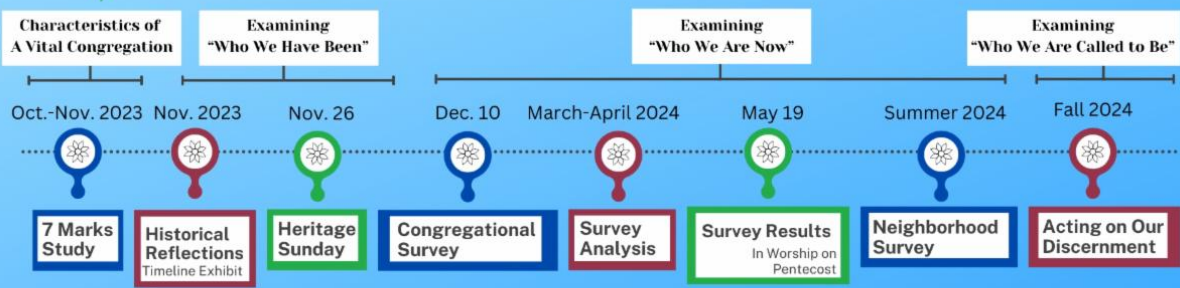 Characteristics of
A Vital Congregation
Examining
“Who We Have Been”
Examining
“Who We Are Now”
Examining
“Who We Are Called to Be”
Oct.-Nov. 2023
Nov. 2023
Nov. 26
Dec. 10
March-April 2024
May 19
Summer 2024
Fall 2024
7 Marks
Study
Historical
Reflections
Timeline Exhibit
Heritage
Sunday
Congregational
Survey
Survey
Analysis
Survey Results
In Worship on
Pentecost
Neighborhood
Survey
Acting on Our
Discernment